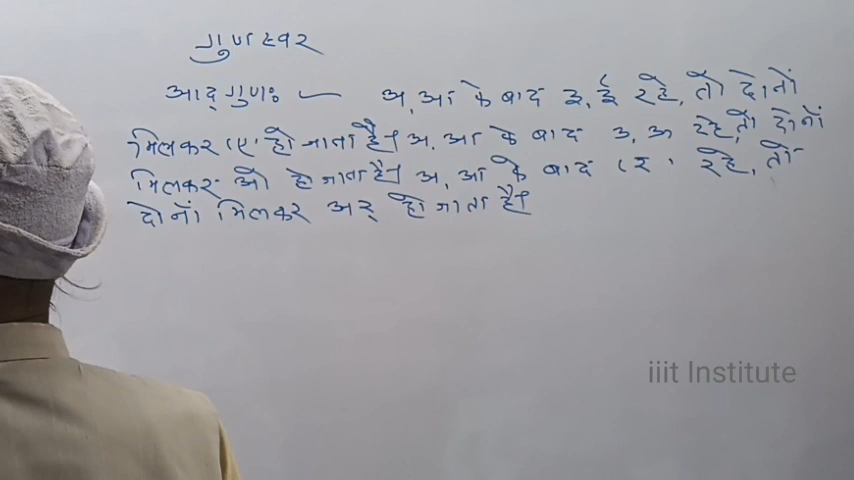 गुण स्वर
आद् गुणः — अ, आ के बाद इ, ई रहे, तो दोनों
मिलकर 'ए' हो जाता है। अ, आ के बाद उ, ऊ रहे, तो दोनों
मिलकर ओ हो जाता है। अ, आ के बाद 'ऋ' रहे, तो
दोनों मिलकर अर् हो जाता है।
iiit Institute